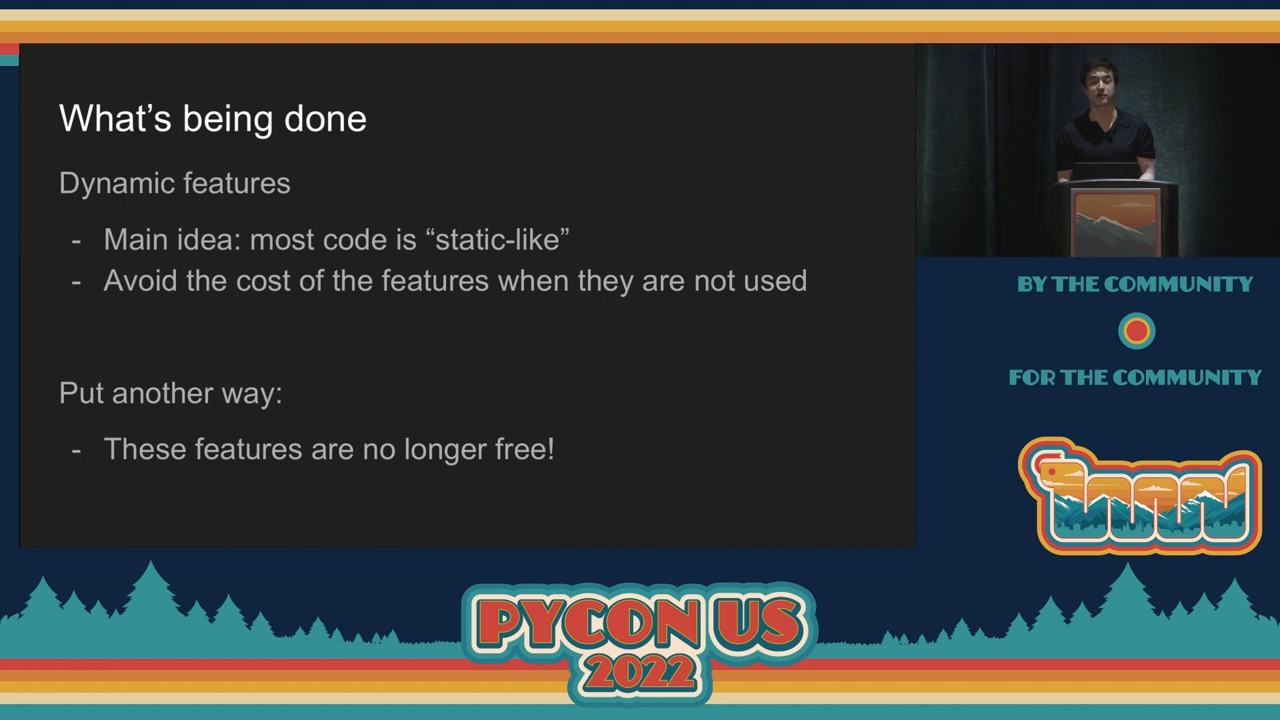 What’s being done
Dynamic features
- Main idea: most code is “static-like”
- Avoid the cost of the features when they are not used
Put another way:
- These features are no longer free!
BY THE COMMUNITY
FOR THE COMMUNITY
PYCON US
2022